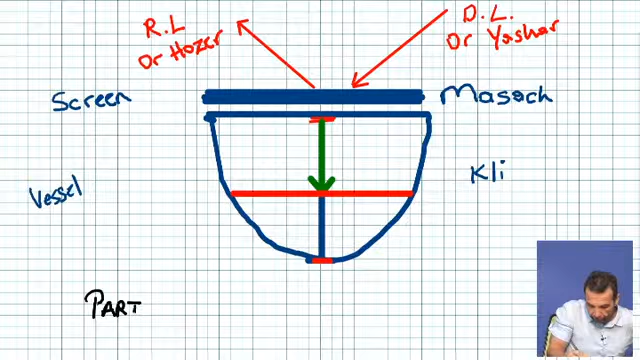 R.L
Or Hozer
D.L.
Or Yashar
Screen
Masach
Vessel
Kli
PART